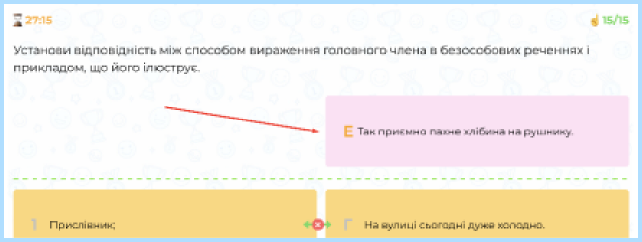 27:15
15/15
Установи відповідність між способом вираження головного члена в безособових реченнях і
прикладом, що його ілюструє.
Е Так приємно пахне хлібина на рушнику.
1 Прислівник;
Г На вулиці сьогодні дуже холодно.